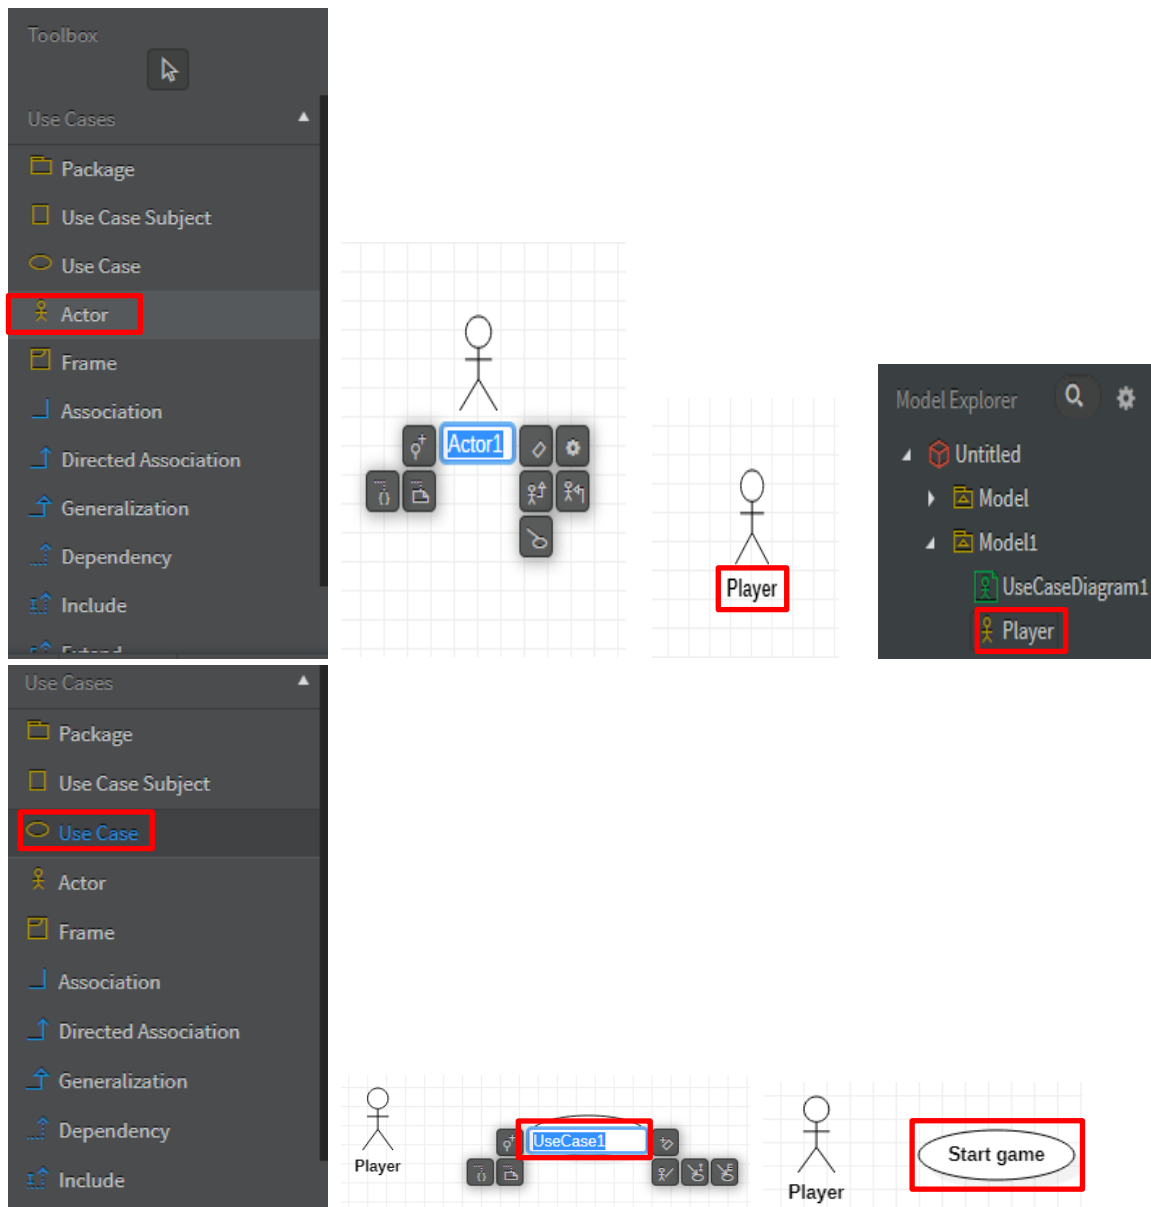 Toolbox
Use Cases
Package
Use Case Subject
Use Case
Actor
Frame
Association
Directed Association
Generalization
Dependency
Include
Extend
Actor1
Player
Model Explorer
Untitled
Model
Model1
UseCaseDiagram1
Player
Use Cases
Package
Use Case Subject
Use Case
Actor
Frame
Association
Directed Association
Generalization
Dependency
Include
Player
UseCase1
Player
Start game